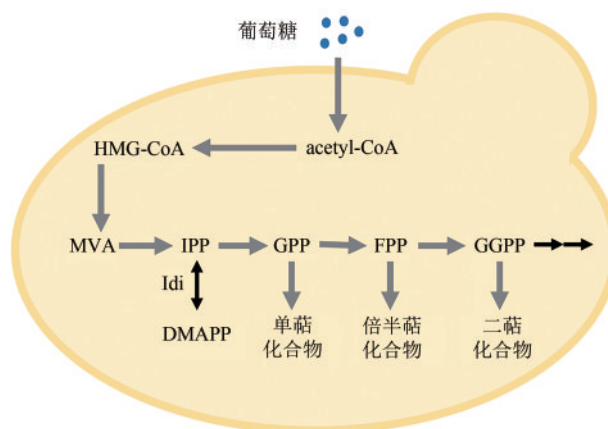 葡萄糖
HMG-CoA
acetyl-CoA
MVA
IPP
GPP
FPP
GGPP
Idi
DMAPP
单萜
化合物
倍半萜
化合物
二萜
化合物